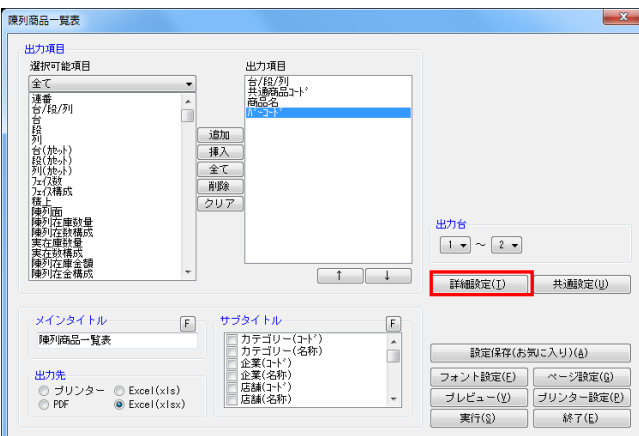 陳列商品一覧表
出力項目
選択可能項目
全て
連番
台/段/列
台
段
列
台(ｶｾｯﾄ)
段(ｶｾｯﾄ)
列(ｶｾｯﾄ)
ﾌｪｲｽ数
ﾌｪｲｽ構成
積上
陳列面
陳列在庫数量
陳列在数構成
実在庫数量
実在数構成
陳列在庫金額
陳列在金構成
追加
挿入
全て
削除
クリア
出力項目
台/段/列
共通商品ｺｰﾄﾞ
商品名
ﾊﾞｰｺｰﾄﾞ
↑
↓
出力台
1 ～ 2
詳細設定(I)
共通設定(U)
メインタイトル
F
陳列商品一覧表
出力先
プリンター
Excel(xls)
PDF
Excel(xlsx)
サブタイトル
F
カテゴリー(ｺｰﾄﾞ)
カテゴリー(名称)
企業(ｺｰﾄﾞ)
企業(名称)
店舗(ｺｰﾄﾞ)
店舗(名称)
設定保存(お気に入り)(A)
フォント設定(F)
ページ設定(G)
プレビュー(V)
プリンター設定(P)
実行(S)
終了(E)